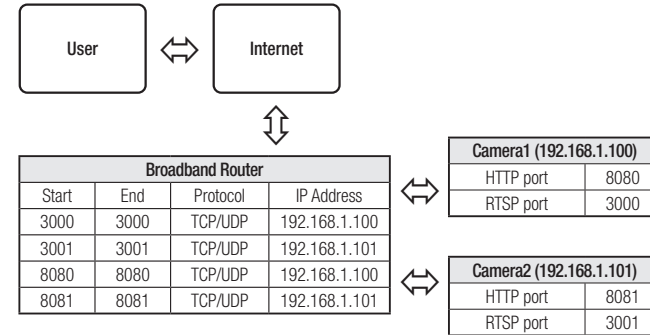 User
Internet
Broadband Router
Start End Protocol IP Address
3000 3000 TCP/UDP 192.168.1.100
3001 3001 TCP/UDP 192.168.1.101
8080 8080 TCP/UDP 192.168.1.100
8081 8081 TCP/UDP 192.168.1.101
Camera1 (192.168.1.100)
HTTP port 8080
RTSP port 3000
Camera2 (192.168.1.101)
HTTP port 8081
RTSP port 3001